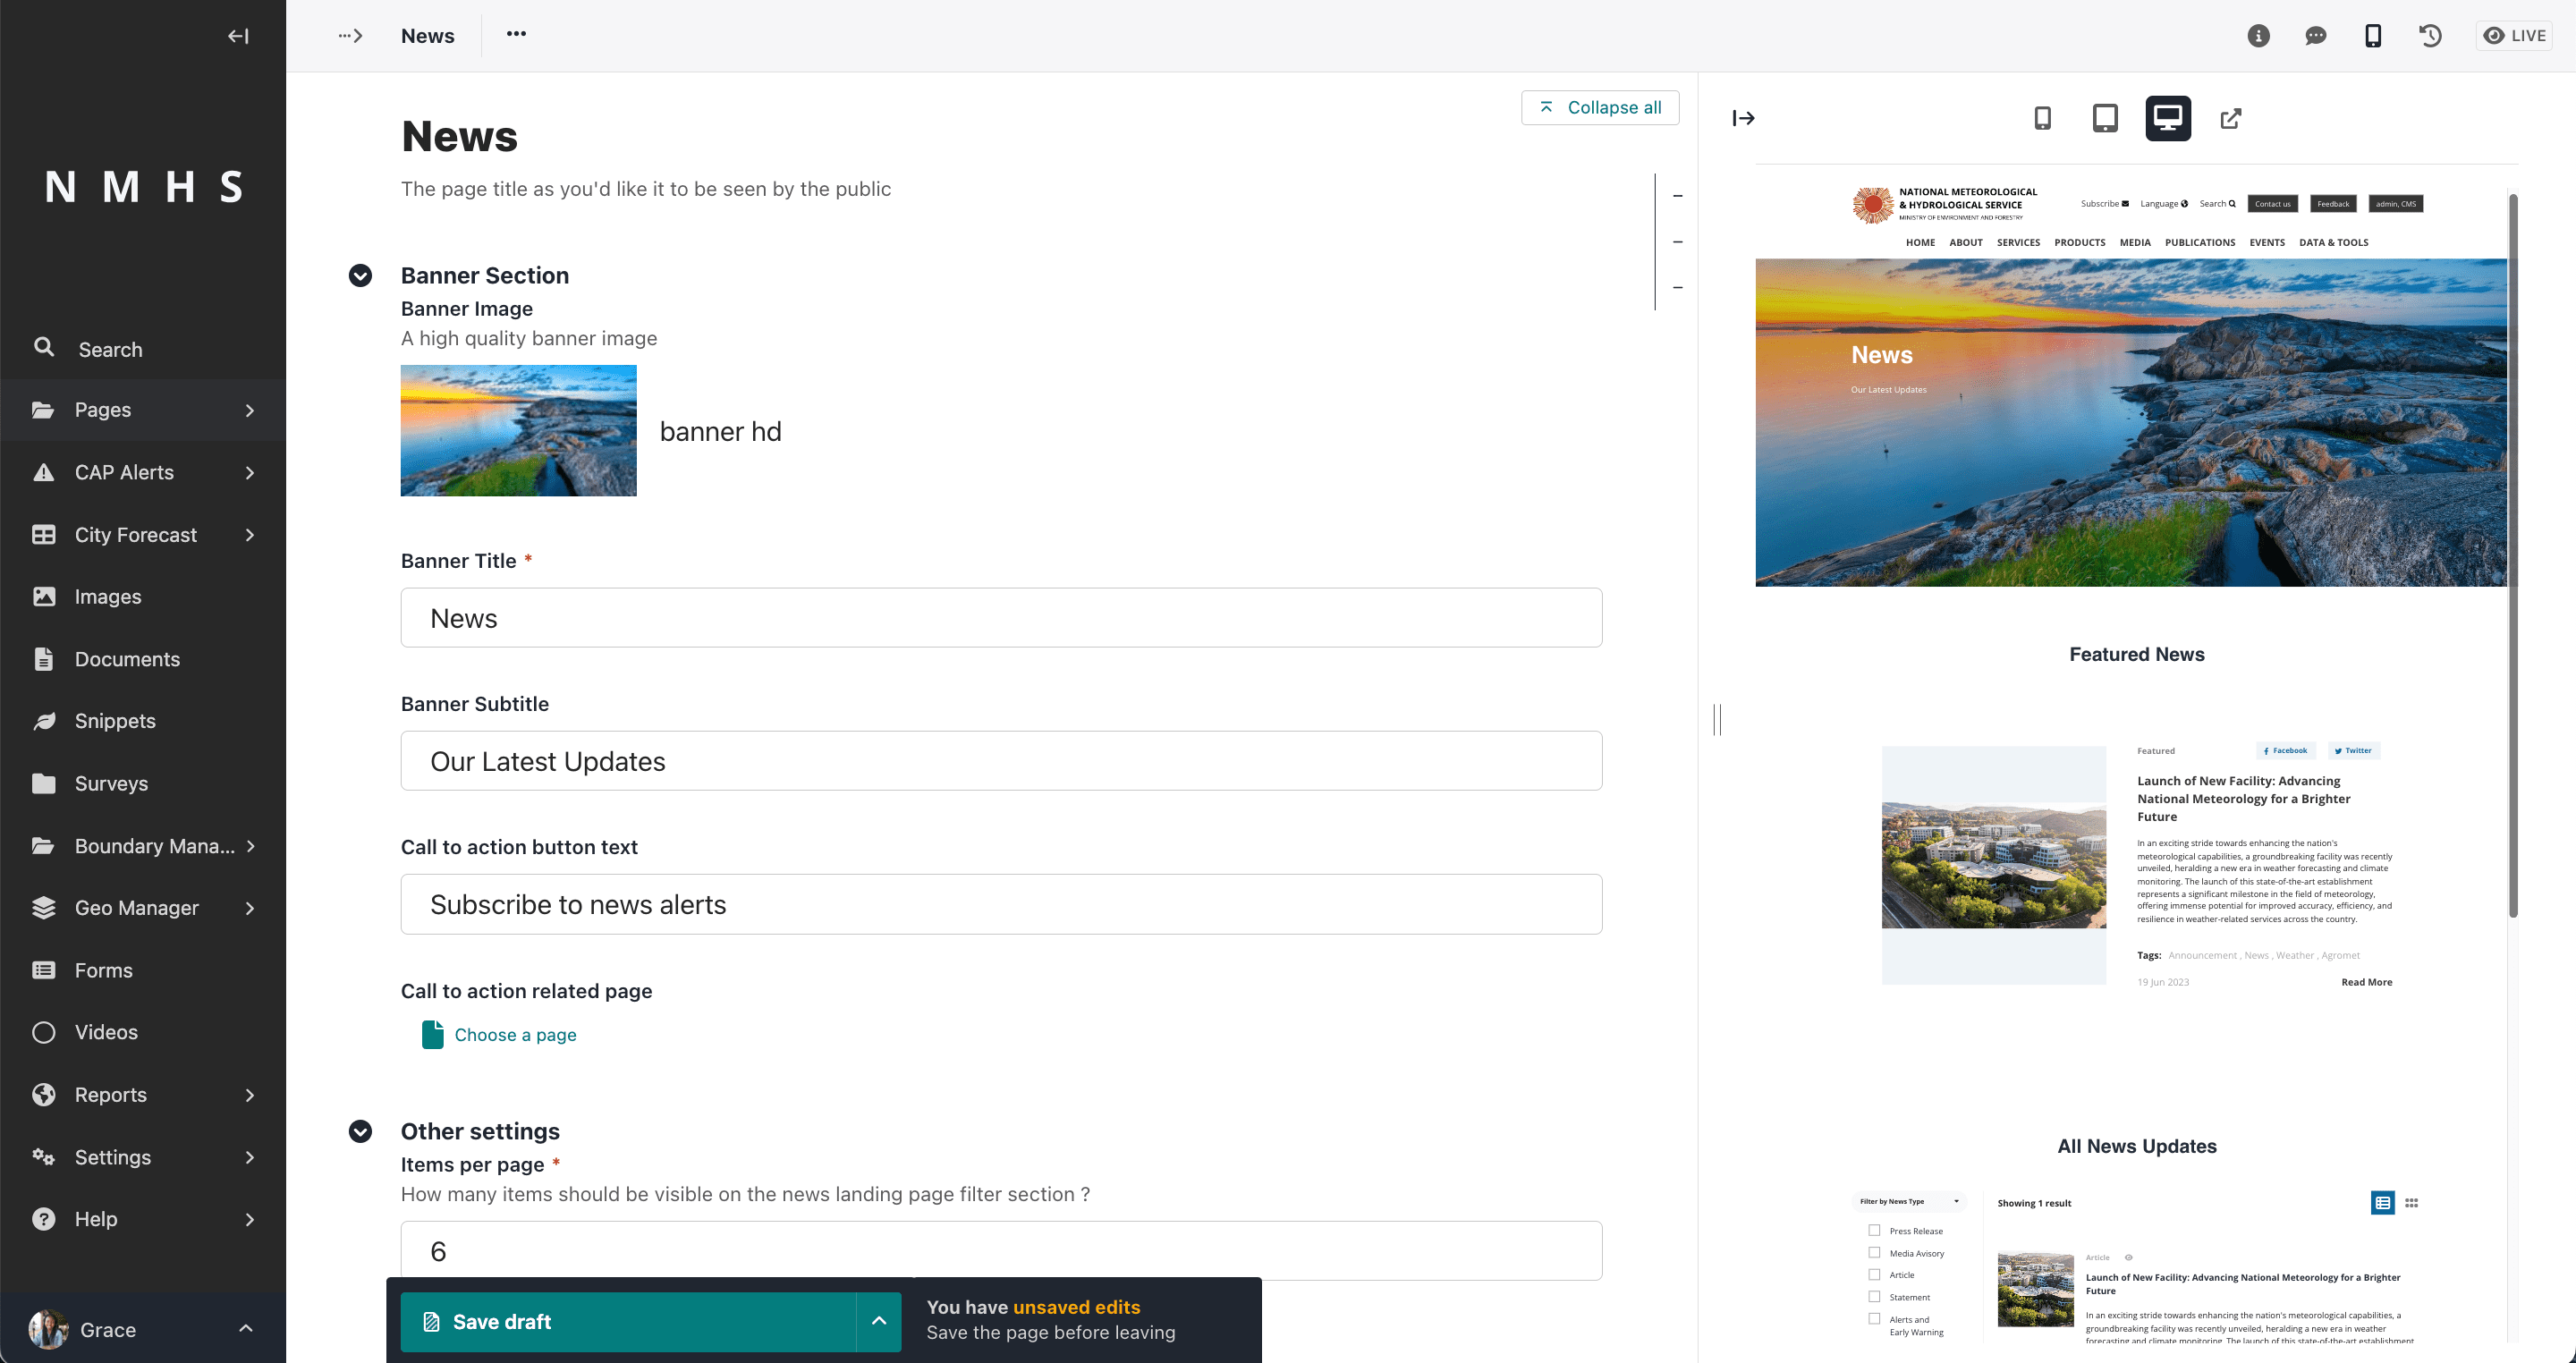 News
LIVE
N M H S
Search
Pages
CAP Alerts
City Forecast
Images
Documents
Snippets
Surveys
Boundary Mana...
Geo Manager
Forms
Videos
Reports
Settings
Help
Grace
Collapse all
News
The page title as you'd like it to be seen by the public
Banner Section
Banner Image
A high quality banner image
banner hd
Banner Title *
News
Banner Subtitle
Our Latest Updates
Call to action button text
Subscribe to news alerts
Call to action related page
Choose a page
Other settings
Items per page *
How many items should be visible on the news landing page filter section ?
6
Save draft
You have unsaved edits
Save the page before leaving
NATIONAL METEOROLOGICAL
& HYDROLOGICAL SERVICE
MINISTRY OF ENVIRONMENT AND FORESTRY
Subscribe Language Search Contact us Feedback admin, CMS
HOME ABOUT SERVICES PRODUCTS MEDIA PUBLICATIONS EVENTS DATA & TOOLS
News
Our Latest Updates
Featured News
Featured Facebook Twitter
Launch of New Facility: Advancing
National Meteorology for a Brighter
Future
In an exciting stride towards enhancing the nation's
meteorological capabilities, a groundbreaking facility was recently
unveiled, heralding a new era in weather forecasting and climate
monitoring. The launch of this state-of-the-art establishment
represents a significant milestone in the field of meteorology,
offering immense potential for improved accuracy, efficiency, and
resilience in weather-related services across the country.
Tags: Announcement , News , Weather , Agromet
19 Jun 2023 Read More
All News Updates
Filter by News Type
Press Release
Media Avisory
Article
Statement
Alerts and
Early Warning
Showing 1 result
Article
Launch of New Facility: Advancing National Meteorology for a Brighter
Future
In an exciting stride towards enhancing the nation's meteorological capabilities, a
groundbreaking facility was recently unveiled, heralding a new era in weather
forecasting and climate monitoring. The launch of this state-of-the-art establishment